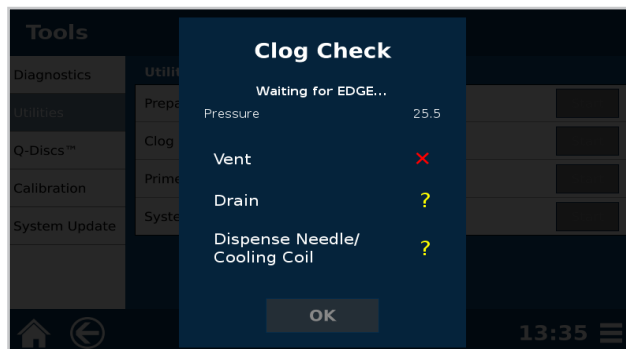 Tools
Clog Check
Diagnostics
Utilit
Waiting for EDGE...
Utilities
Prepa
Pressure 25.5
Q-Discs™
Clog
Vent ✕
Calibration
Prime
Drain ?
System Update
Syste
Dispense Needle/
Cooling Coil ?
OK
13:35